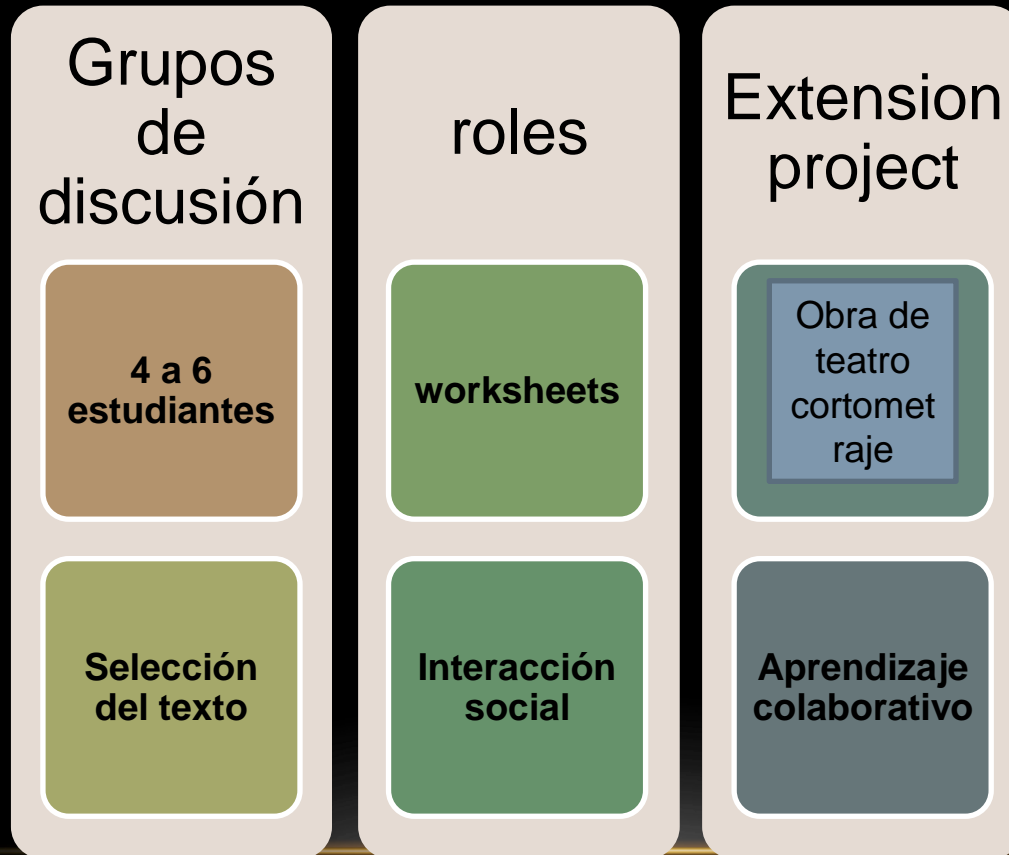 Grupos
de
discusión
4 a 6
estudiantes
Selección
del texto
roles
worksheets
Interacción
social
Extension
project
Obra de
teatro
cortomet
raje
Aprendizaje
colaborativo